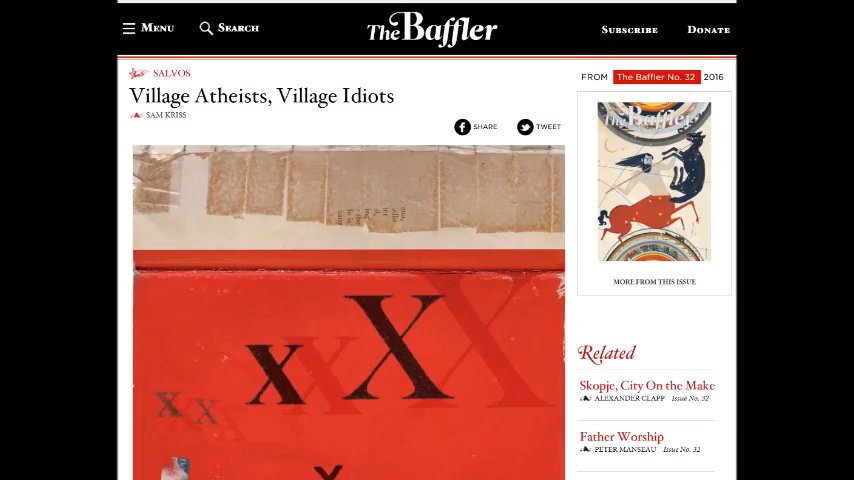 MENU
SEARCH
The Baffler
SUBSCRIBE
DONATE
SALVOS
Village Atheists, Village Idiots
SAM KRISS
SHARE
TWEET
FROM The Baffler No. 32 2016
The Baffler
MORE FROM THIS ISSUE
X X X X X
X
Related
Skopje, City On the Make
ALEXANDER CLAPP Issue No. 32
Father Worship
PETER MANSEAU Issue No. 32